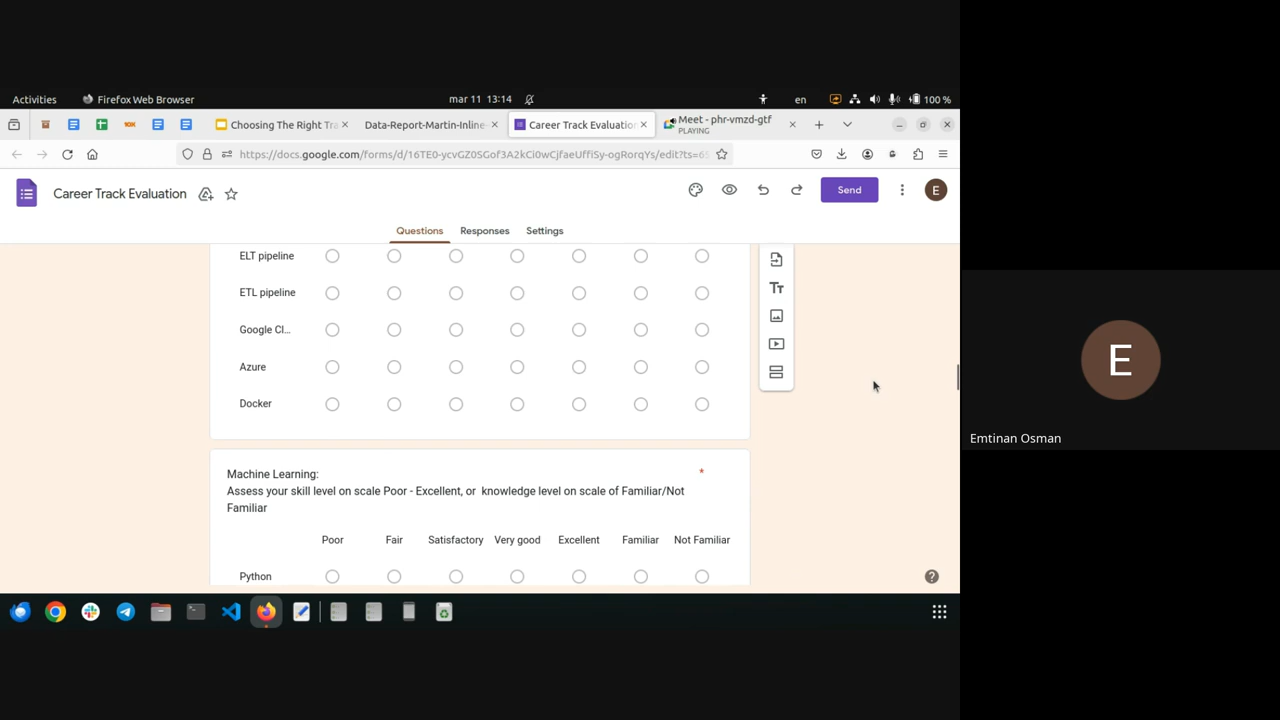 Activities
Firefox Web Browser
mar 11 13:14
en
100 %
Choosing The Right Tra
Data-Report-Martin-Inline-
Career Track Evaluation
Meet - phr-vmzd-gtf
PLAYING
https://docs.google.com/forms/d/16TE0-ycvGZ0SGof3A2kCi0wCjfaeUffiSy-ogRorqYs/edit?ts=6
Career Track Evaluation
Send
E
Questions
Responses
Settings
ELT pipeline
ETL pipeline
Google Cl...
Azure
Docker
Machine Learning: *
Assess your skill level on scale Poor - Excellent, or knowledge level on scale of Familiar/Not
Familiar
Poor Fair Satisfactory Very good Excellent Familiar Not Familiar
Python
E
Emtinan Osman